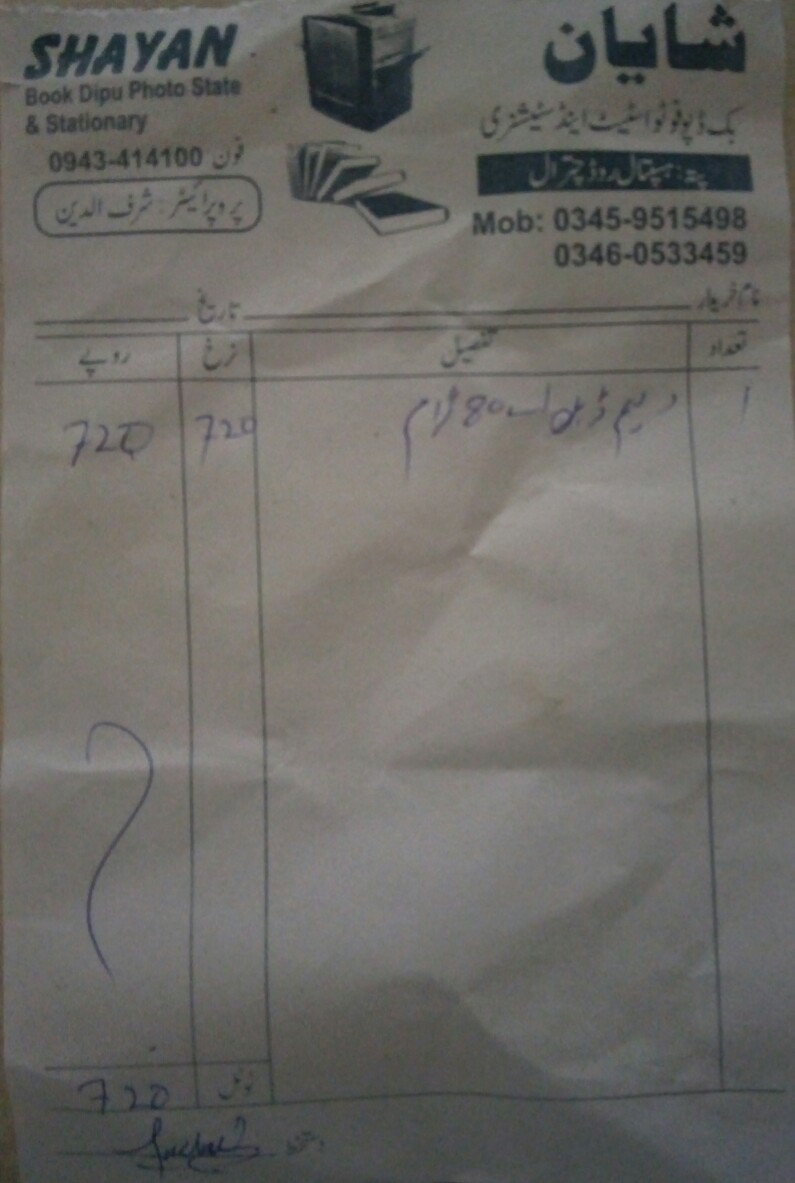 SHAYAN
شایان
Book Dipu Photo State
& Stationary
بک ڈپو فوٹو اسٹیٹ اینڈ سٹیشنری
فون 0943-414100
پتہ: ہسپتال روڈ چترال
پروپرائیٹر: شرف الدین
Mob: 0345-9515498
0346-0533459
نام خریدار
تاریخ
تعداد تفصیل نرخ روپے
1 ریم ڈبل اے 80 گرام 720 720
ٹوٹل 720
دستخط